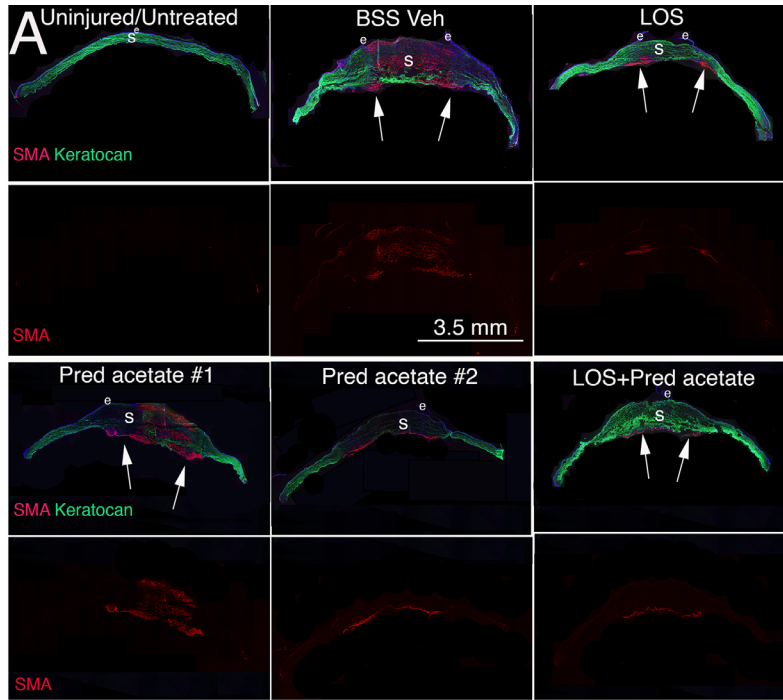 A
Uninjured/Untreated
BSS Veh
LOS
e
s
e
e
s
e
e
s
SMA Keratocan
SMA
3.5 mm
Pred acetate #1
Pred acetate #2
LOS+Pred acetate
e
s
e
s
e
s
SMA Keratocan
SMA